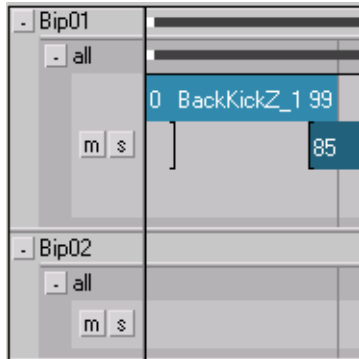 - Bip01
- all
0 BackKickZ_1 99
m s ] [85
- Bip02
- all
m s